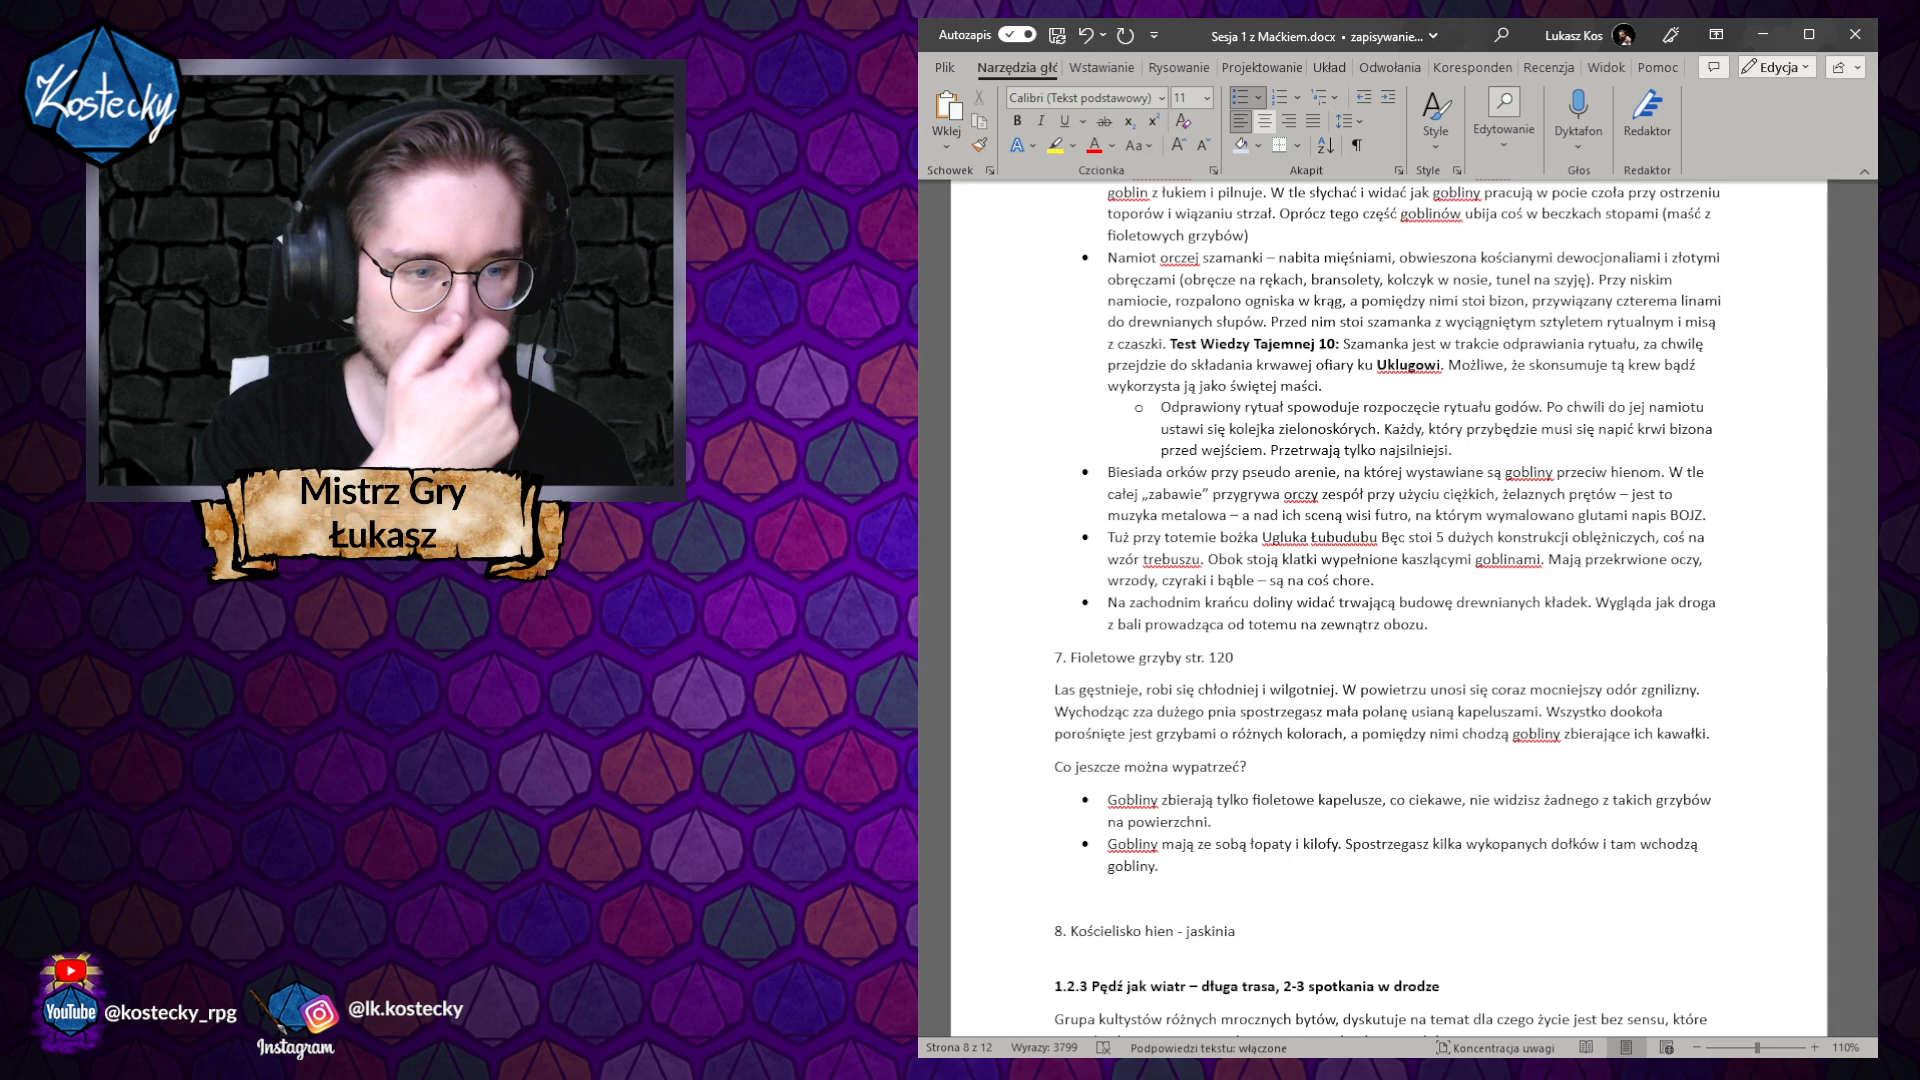 Kostecky
Mistrz Gry
Łukasz
YouTube
@kostecky_rpg
Instagram
@lk.kostecky
Autozapis
Sesja 1 z Maćkiem.docx • zapisywanie...
Lukasz Kos
Plik
Narzędzia głć
Wstawianie
Rysowanie
Projektowanie
Układ
Odwołania
Koresponden
Recenzja
Widok
Pomoc
Edycja
Wklej
Calibri (Tekst podstawowy)
11
Style
Edytowanie
Dyktafon
Redaktor
Schowek
Czcionka
Akapit
Style
Głos
Redaktor
goblin z łukiem i pilnuje. W tle słychać i widać jak gobliny pracują w pocie czoła przy ostrzeniu
toporów i wiązaniu strzał. Oprócz tego część goblinów ubija coś w beczkach stopami (maść z
fioletowych grzybów)
• Namiot orczej szamanki – nabita mięśniami, obwieszona kościanymi dewocjonaliami i złotymi
obręczami (obręcze na rękach, bransolety, kolczyk w nosie, tunel na szyję). Przy niskim
namiocie, rozpalono ogniska w krąg, a pomiędzy nimi stoi bizon, przywiązany czterema linami
do drewnianych słupów. Przed nim stoi szamanka z wyciągniętym sztyletem rytualnym i misą
z czaszki. Test Wiedzy Tajemnej 10: Szamanka jest w trakcie odprawiania rytuału, za chwilę
przejdzie do składania krwawej ofiary ku Uklugowi. Możliwe, że skonsumuje tą krew bądź
wykorzysta ją jako świętej maści.
o Odprawiony rytuał spowoduje rozpoczęcie rytuału godów. Po chwili do jej namiotu
ustawi się kolejka zielonoskórych. Każdy, który przybędzie musi się napić krwi bizona
przed wejściem. Przetrwają tylko najsilniejsi.
• Biesiada orków przy pseudo arenie, na której wystawiane są gobliny przeciw hienom. W tle
całej „zabawie” przygrywa orczy zespół przy użyciu ciężkich, żelaznych prętów – jest to
muzyka metalowa – a nad ich sceną wisi futro, na którym wymalowano glutami napis BOJZ.
• Tuż przy totemie bożka Ugluka Łubudubu Bęc stoi 5 dużych konstrukcji oblężniczych, coś na
wzór trebuszu. Obok stoją klatki wypełnione kaszlącymi goblinami. Mają przekrwione oczy,
wrzody, czyraki i bąble – są na coś chore.
• Na zachodnim krańcu doliny widać trwającą budowę drewnianych kładek. Wygląda jak droga
z bali prowadząca od totemu na zewnątrz obozu.
7. Fioletowe grzyby str. 120
Las gęstnieje, robi się chłodniej i wilgotniej. W powietrzu unosi się coraz mocniejszy odór zgnilizny.
Wychodząc zza dużego pnia spostrzegasz mała polanę usianą kapeluszami. Wszystko dookoła
porośnięte jest grzybami o różnych kolorach, a pomiędzy nimi chodzą gobliny zbierające ich kawałki.
Co jeszcze można wypatrzeć?
• Gobliny zbierają tylko fioletowe kapelusze, co ciekawe, nie widzisz żadnego z takich grzybów
na powierzchni.
• Gobliny mają ze sobą łopaty i kilofy. Spostrzegasz kilka wykopanych dołków i tam wchodzą
gobliny.
8. Kościelisko hien - jaskinia
1.2.3 Pędź jak wiatr – długa trasa, 2-3 spotkania w drodze
Grupa kultystów różnych mrocznych bytów, dyskutuje na temat dla czego życie jest bez sensu, które
Strona 8 z 12
Wyrazy: 3799
Podpowiedzi tekstu: włączone
Koncentracja uwagi
110%